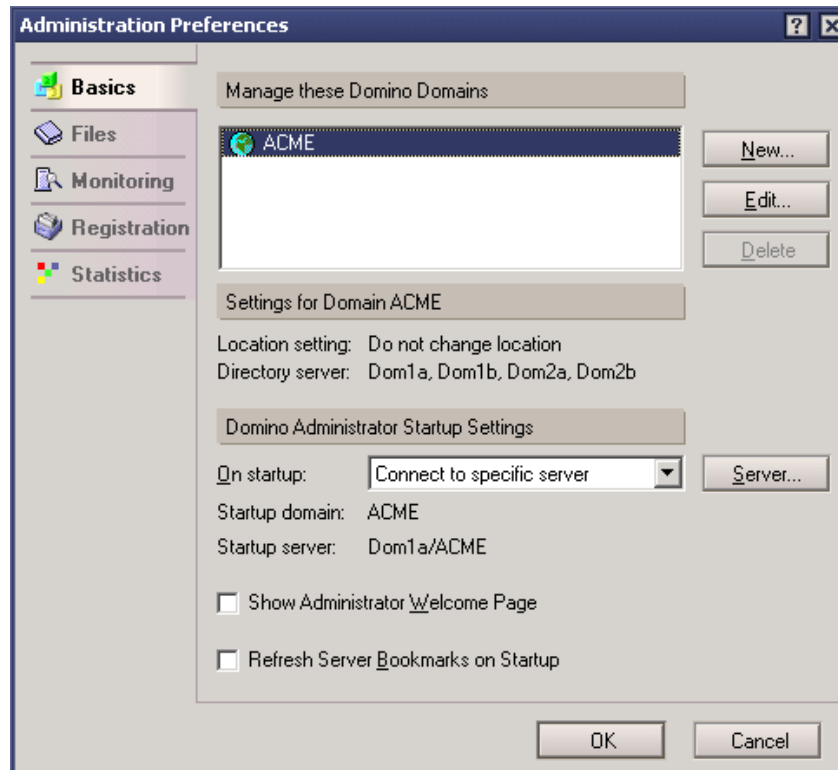 Administration Preferences
Basics
Files
Monitoring
Registration
Statistics
Manage these Domino Domains
ACME
New...
Edit...
Delete
Settings for Domain ACME
Location setting: Do not change location
Directory server: Dom1a, Dom1b, Dom2a, Dom2b
Domino Administrator Startup Settings
On startup: Connect to specific server Server...
Startup domain: ACME
Startup server: Dom1a/ACME
Show Administrator Welcome Page
Refresh Server Bookmarks on Startup
OK Cancel